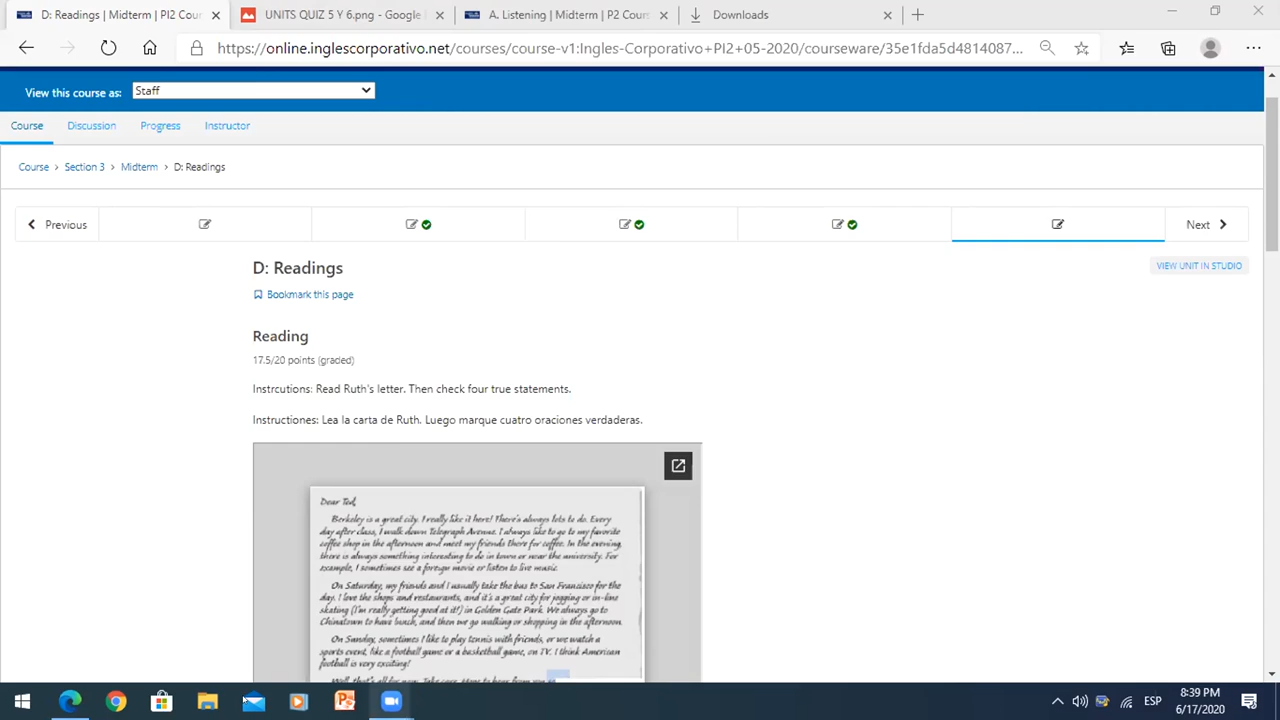 D: Readings | Midterm | PI2 Cour
UNITS QUIZ 5 Y 6.png - Google
A. Listening | Midterm | P2 Cours
Downloads
https://online.inglescorporativo.net/courses/course-v1:Ingles-Corporativo+PI2+05-2020/courseware/35e1fda5d4814087...
View this course as:
Staff
Course
Discussion
Progress
Instructor
Course > Section 3 > Midterm > D: Readings
Previous
Next
D: Readings
VIEW UNIT IN STUDIO
Bookmark this page
Reading
17.5/20 points (graded)
Instrcutions: Read Ruth's letter. Then check four true statements.
Instructiones: Lea la carta de Ruth. Luego marque cuatro oraciones verdaderas.
Dear Ted,
Berkeley is a great city. I really like it here! There's always lots to do. Every
day after class, I walk down Telegraph Avenue. I always like to go to my favorite
coffee shop in the afternoon and meet my friends there for coffee. In the evening,
there is always something interesting to do in town or near the university. For
example, I sometimes see a foreign movie or listen to live music.
On Saturday, my friends and I usually take the bus to San Francisco for the
day. I love the shops and restaurants, and it's a great city for jogging or in-line
skating (I'm really getting good at it!) in Golden Gate Park. We always go to
Chinatown to have lunch, and then we go walking or shopping in the afternoon.
On Sunday, sometimes I like to play tennis with friends, or we watch a
sports event, like a football game or a basketball game, on TV. I think American
football is very exciting!
Well, that's all for now. Take care. Hope to hear from you
ESP
8:39 PM
6/17/2020